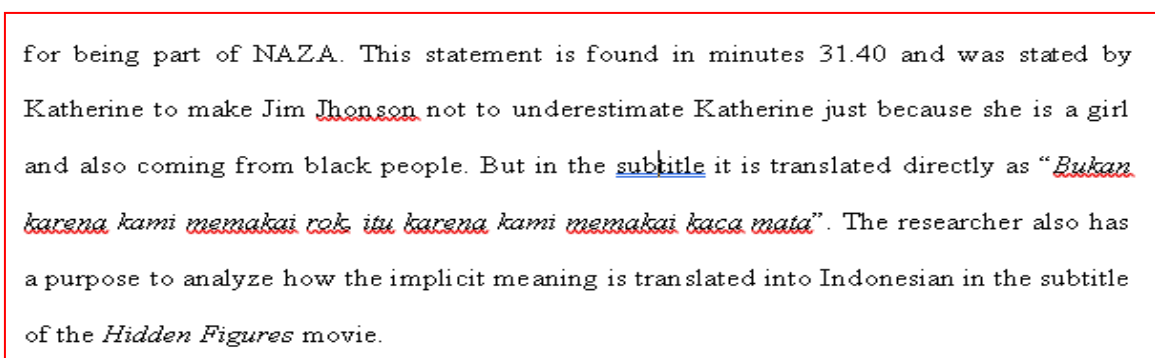 for being part of NAZA. This statement is found in minutes 31.40 and was stated by
Katherine to make Jim Jhonson not to underestimate Katherine just because she is a girl
and also coming from black people. But in the subtitle it is translated directly as “Bukan
karena kami memakai rok, itu karena kami memakai kaca mata”. The researcher also has
a purpose to analyze how the implicit meaning is translated into Indonesian in the subtitle
of the Hidden Figures movie.